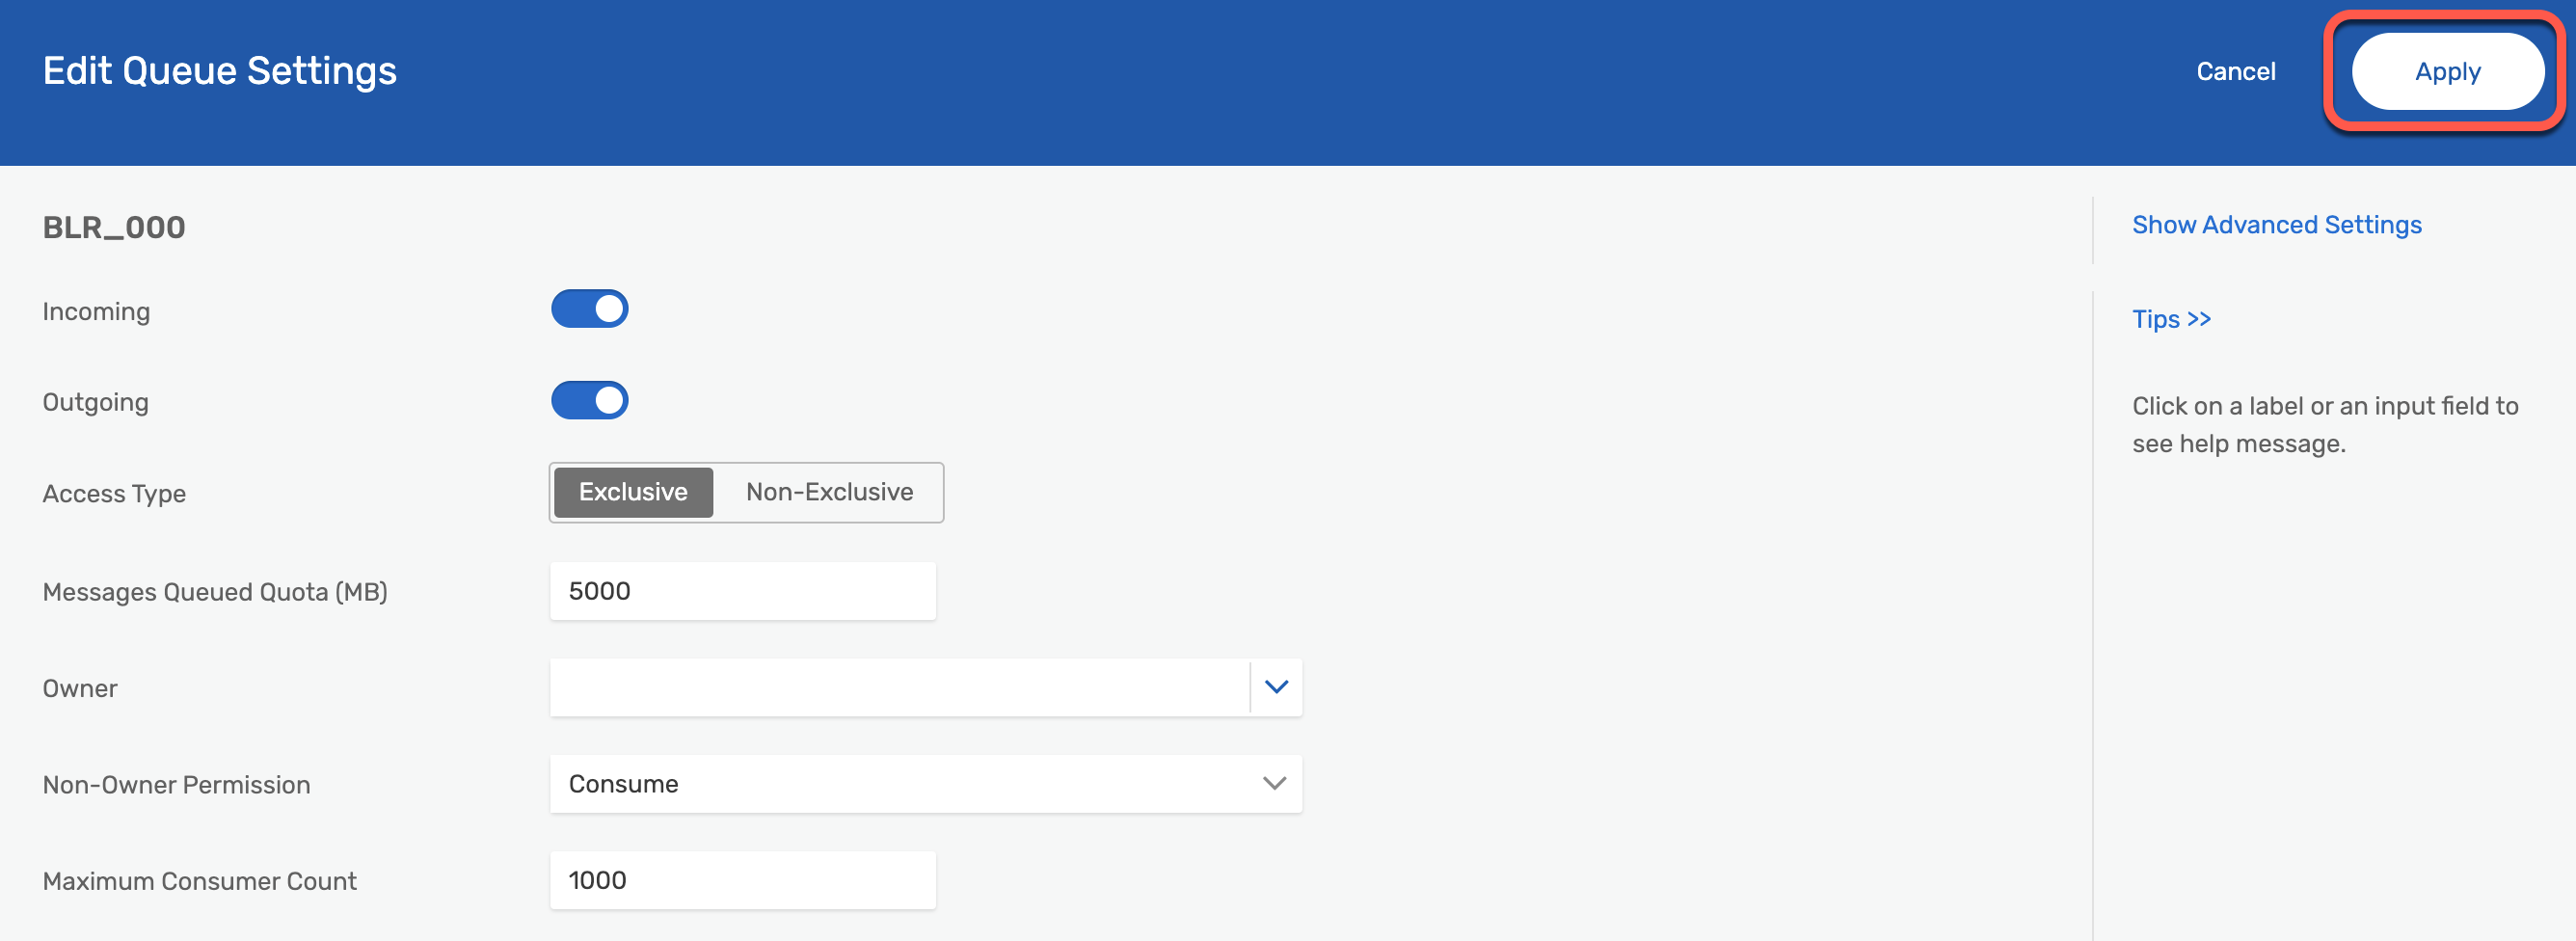 Edit Queue Settings
Cancel
Apply
BLR_000
Show Advanced Settings
Incoming
Tips >>
Outgoing
Click on a label or an input field to
see help message.
Access Type
Exclusive
Non-Exclusive
Messages Queued Quota (MB)
5000
Owner
Non-Owner Permission
Consume
Maximum Consumer Count
1000